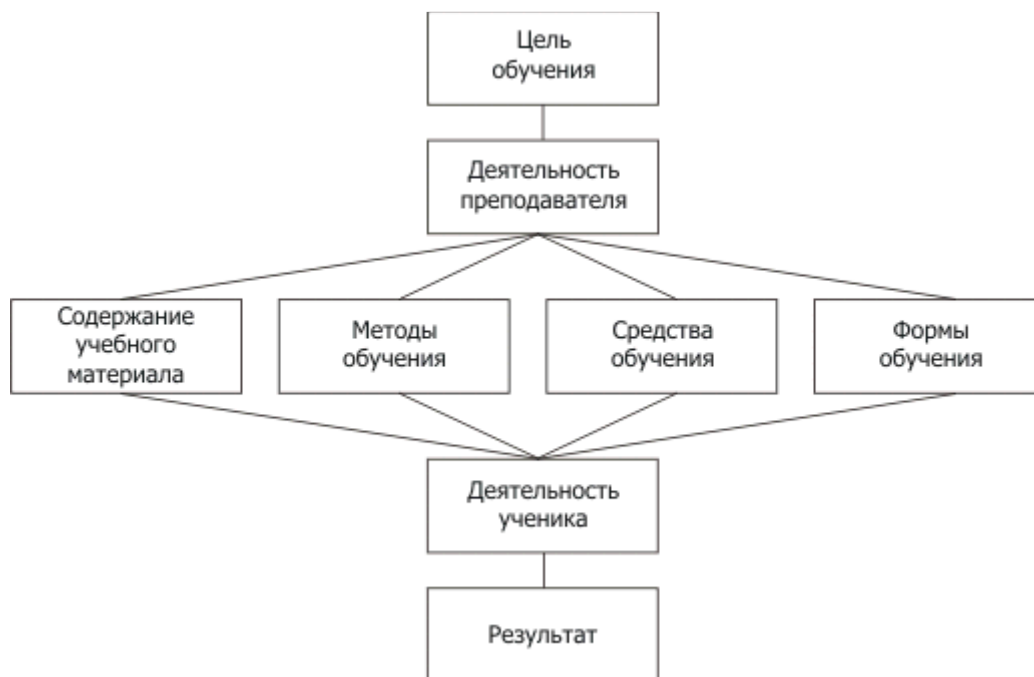 Цель
обучения
Деятельность
преподавателя
Содержание
учебного
материала
Методы
обучения
Средства
обучения
Формы
обучения
Деятельность
ученика
Результат